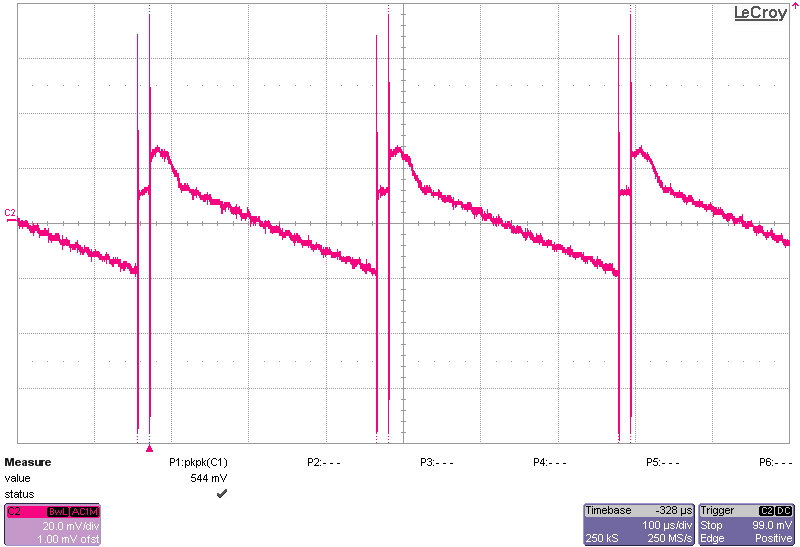 LeCroy
C2
Measure P1:pkpk(C1) P2:- - - P3:- - - P4:- - - P5:- - - P6:- - -
value 544 mV
status
C2 BwL AC1M
20.0 mV/div
1.00 mV ofst
Timebase -328 µs
100 µs/div
250 kS 250 MS/s
Trigger C2 DC
Stop 99.0 mV
Edge Positive